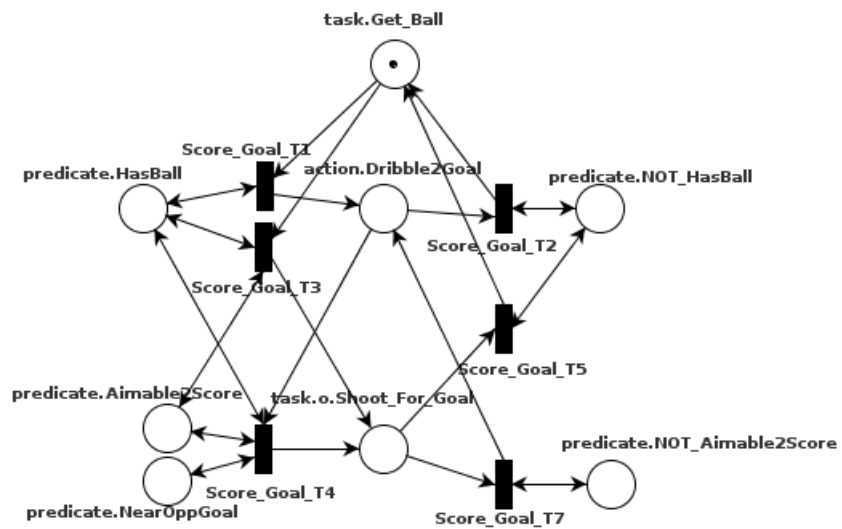 task.Get_Ball
Score_Goal_T1
action.Dribble2Goal
predicate.HasBall
predicate.NOT_HasBall
Score_Goal_T2
Score_Goal_T3
Score_Goal_T5
predicate.Aimable2Score
task.o.Shoot_For_Goal
predicate.NOT_Aimable2Score
Score_Goal_T4
predicate.NearOppGoal
Score_Goal_T7